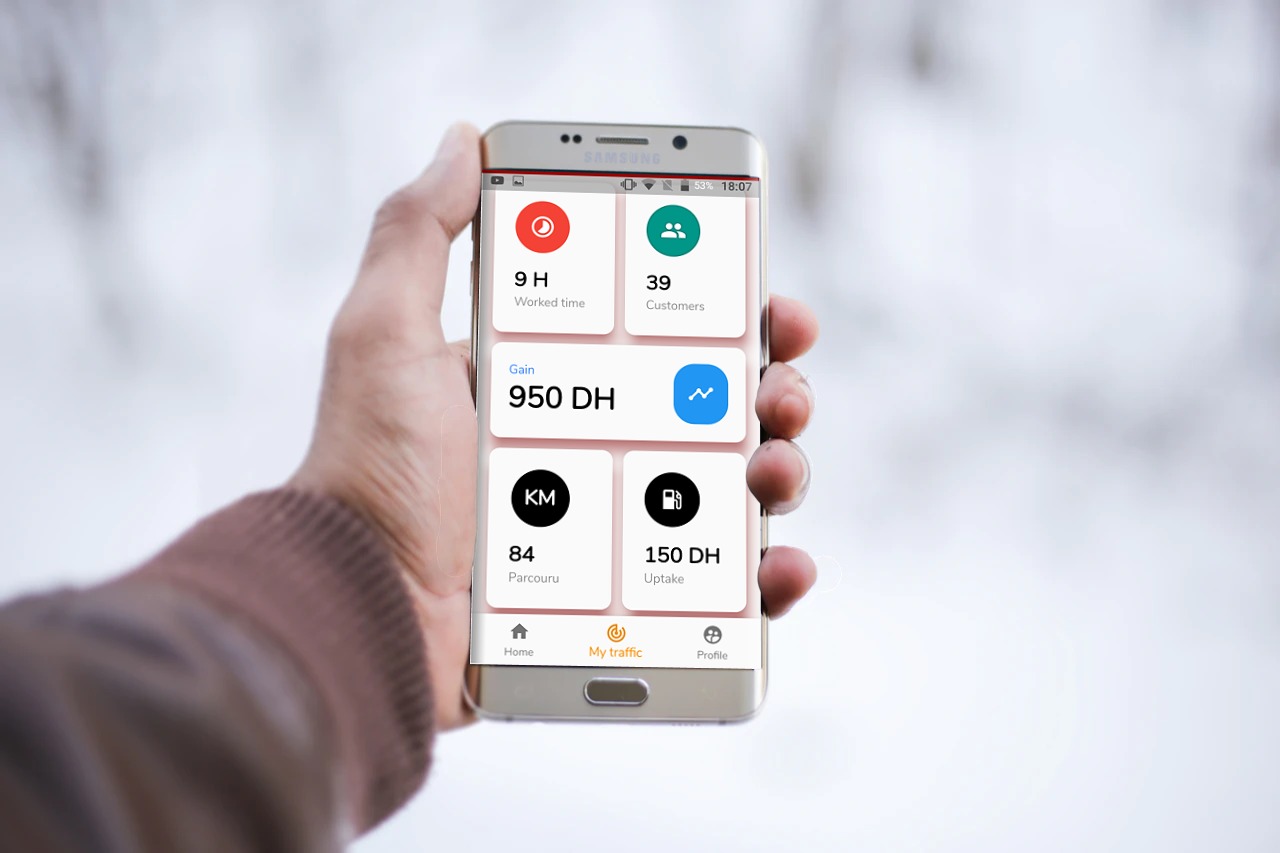 SAMSUNG
53% 18:07
9 H
Worked time
39
Customers
Gain
950 DH
KM
84
Parcouru
150 DH
Uptake
Home
My traffic
Profile